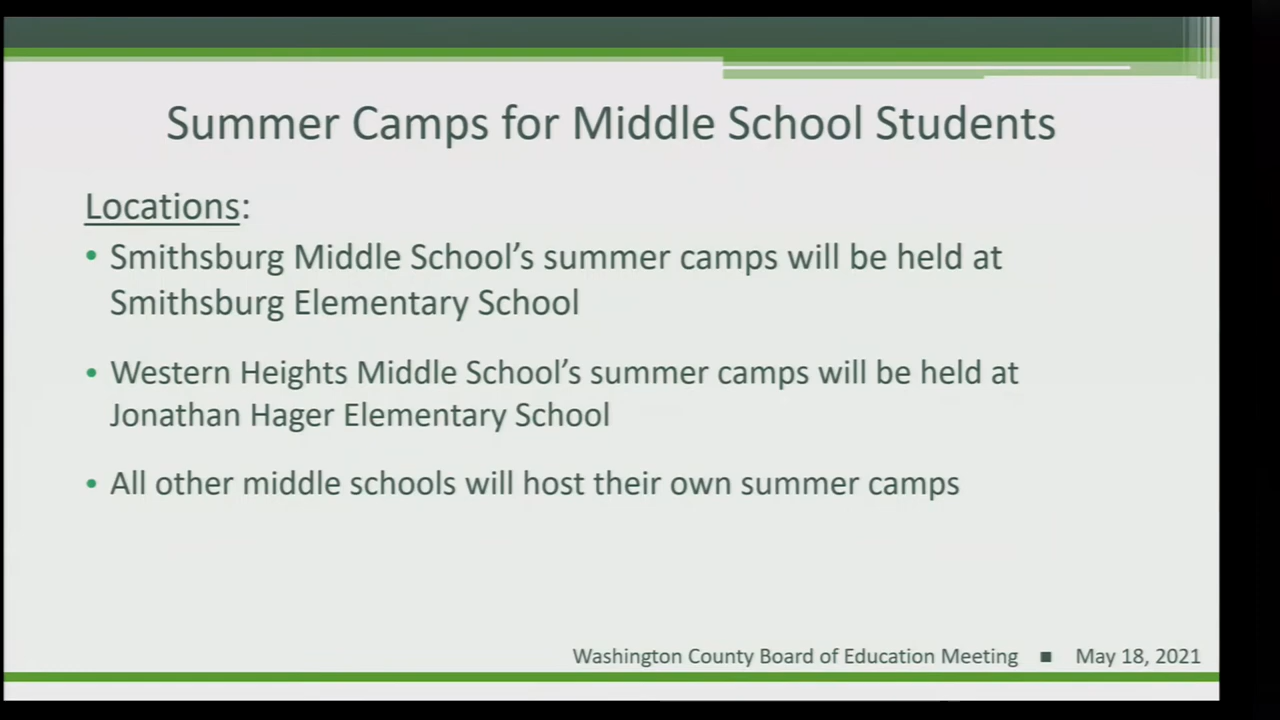 Summer Camps for Middle School Students
Locations:
• Smithsburg Middle School’s summer camps will be held at
Smithsburg Elementary School
• Western Heights Middle School’s summer camps will be held at
Jonathan Hager Elementary School
• All other middle schools will host their own summer camps
Washington County Board of Education Meeting ■ May 18, 2021